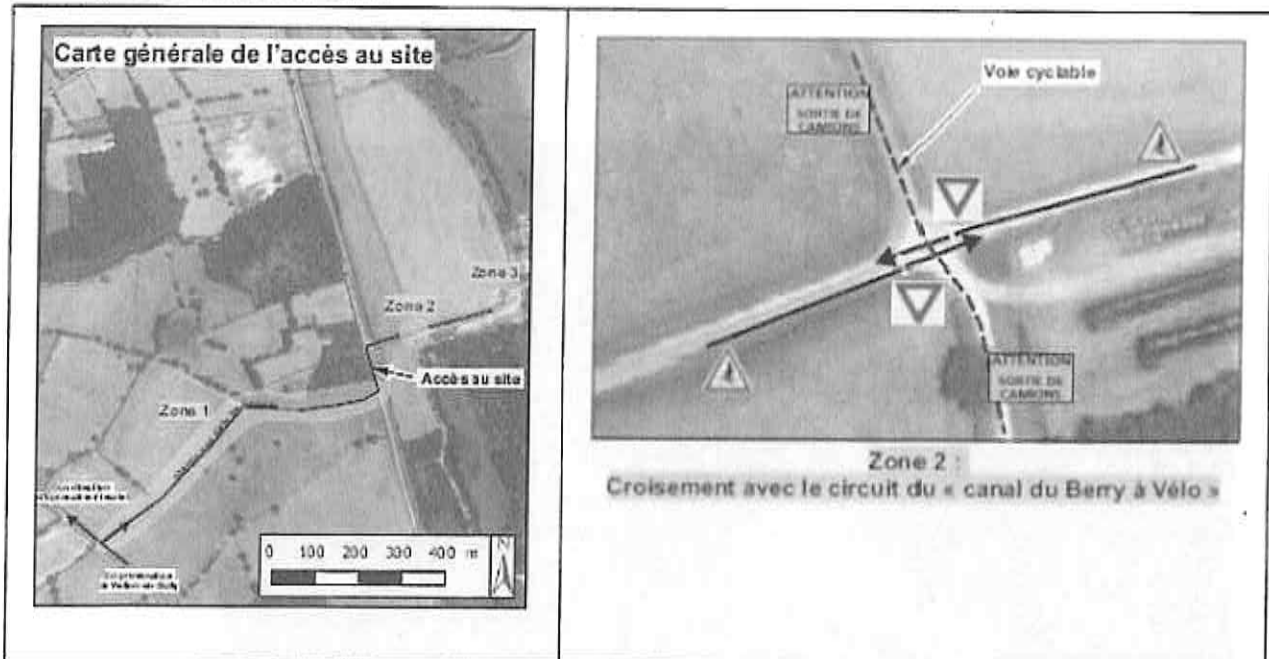 Carte générale de l'accès au site
Zone 3
Zone 2
Accès au site
Zone 1
0 100 200 300 400 m
N
Voie cyclable
ATTENTION
SORTIE DE
CAMIONS
ATTENTION
SORTIE DE
CAMIONS
Zone 2 :
Croisement avec le circuit du « canal du Berry à Vélo »